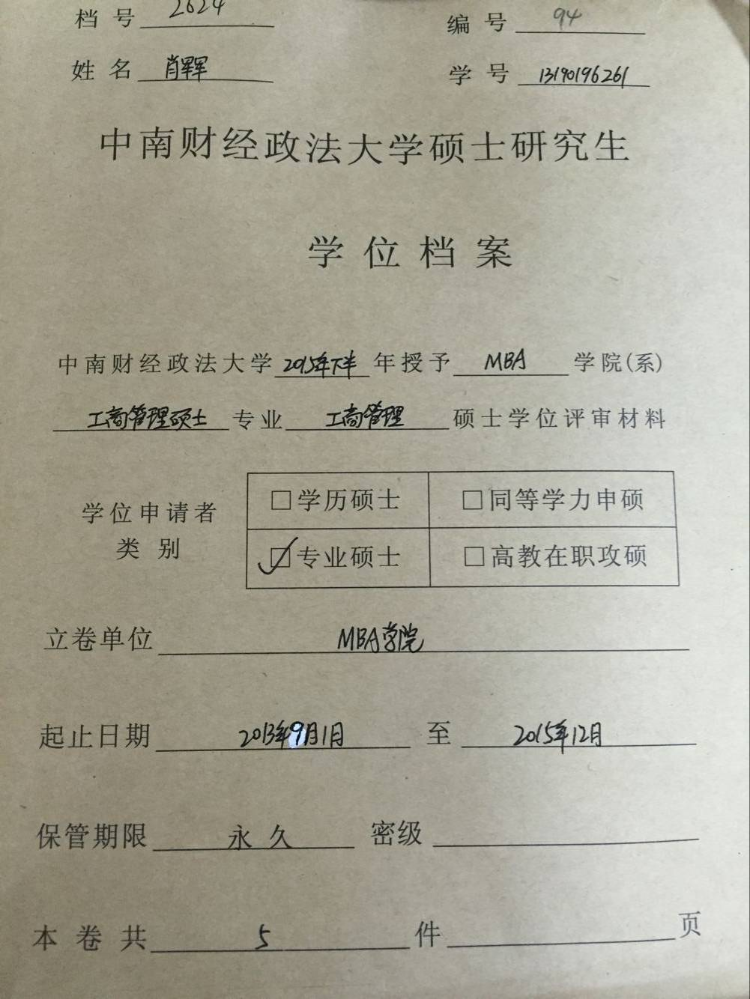 档号 2624 编号 94
姓名 肖军 学号 13190196261
中南财经政法大学硕士研究生
学位档案
中南财经政法大学 2015年下半 年授予 MBA 学院(系)
工商管理硕士 专业 工商管理 硕士学位评审材料
学位申请者
类别
□学历硕士 □同等学力申硕
☑专业硕士 □高教在职攻硕
立卷单位 MBA学院
起止日期 2013年9月1日 至 2015年12月
保管期限 永久 密级
本卷共 5 件 页